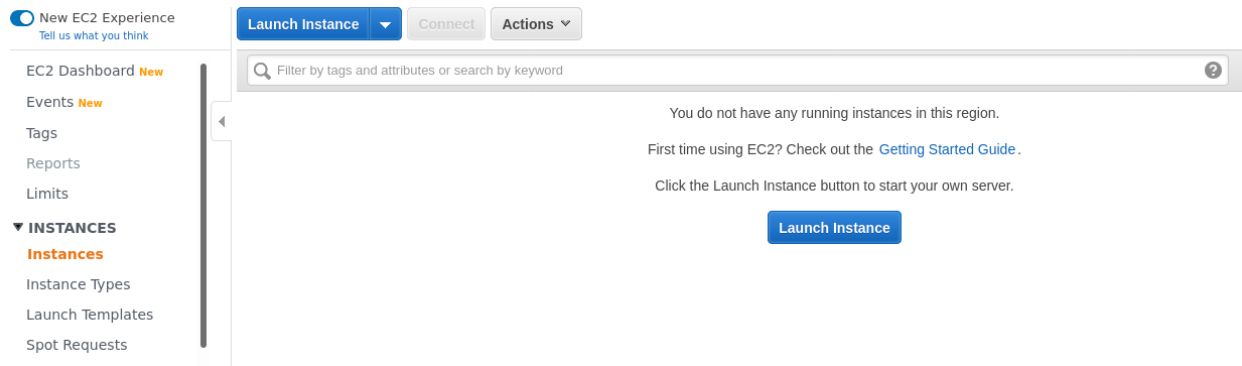 New EC2 Experience
Tell us what you think
EC2 Dashboard New
Events New
Tags
Reports
Limits
INSTANCES
Instances
Instance Types
Launch Templates
Spot Requests
Launch Instance
Connect
Actions
Filter by tags and attributes or search by keyword
?
You do not have any running instances in this region.
First time using EC2? Check out the Getting Started Guide.
Click the Launch Instance button to start your own server.
Launch Instance